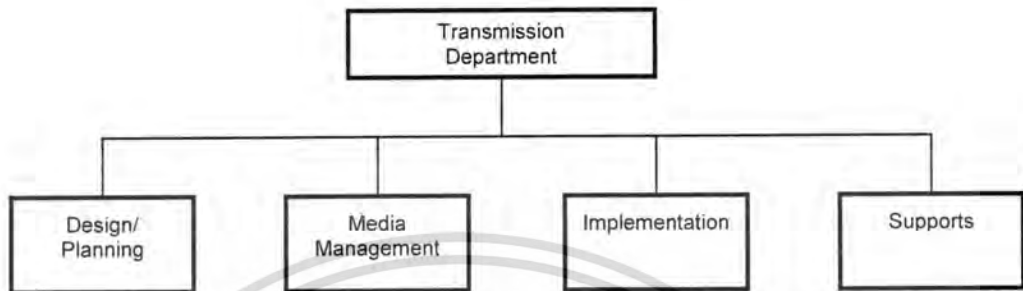 Transmission
Department
Design/
Planning
Media
Management
Implementation
Supports